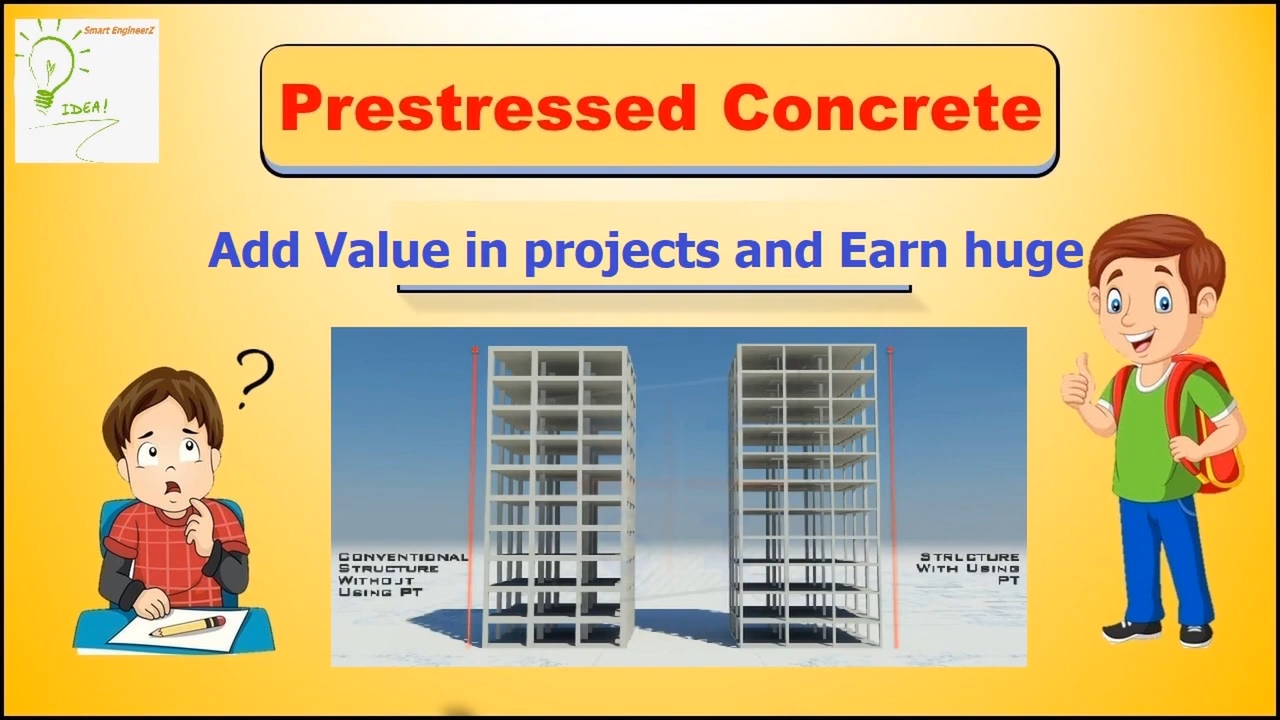 Smart EngineerZ
IDEA!
Prestressed Concrete
Add Value in projects and Earn huge
?
CONVENTIONAL
STRUCTURE
WITHOUT
USING PT
STRUCTURE
WITH USING
PT